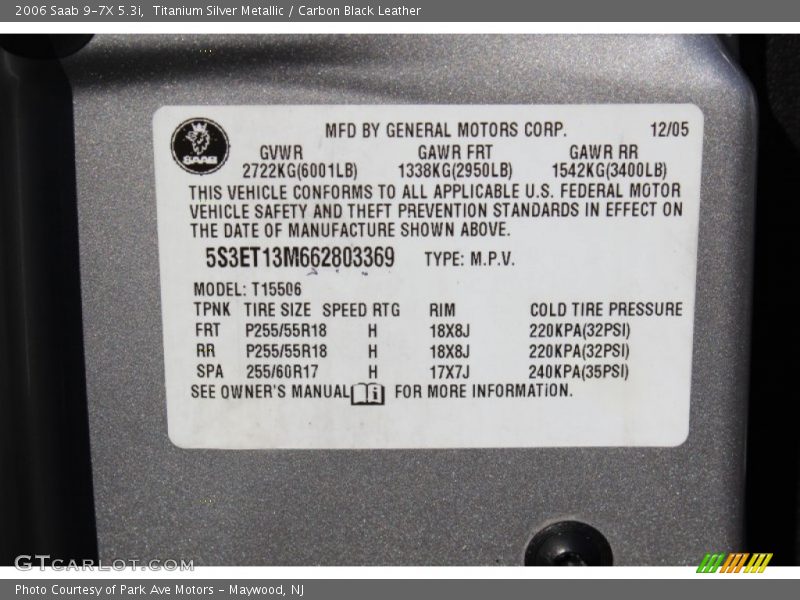 2006 Saab 9-7X 5.3i, Titanium Silver Metallic / Carbon Black Leather
MFD BY GENERAL MOTORS CORP. 12/05
SAAB
GVWR GAWR FRT GAWR RR
2722KG(6001LB) 1338KG(2950LB) 1542KG(3400LB)
THIS VEHICLE CONFORMS TO ALL APPLICABLE U.S. FEDERAL MOTOR
VEHICLE SAFETY AND THEFT PREVENTION STANDARDS IN EFFECT ON
THE DATE OF MANUFACTURE SHOWN ABOVE.
5S3ET13M662803369 TYPE: M.P.V.
MODEL: T15506
TPNK TIRE SIZE SPEED RTG RIM COLD TIRE PRESSURE
FRT P255/55R18 H 18X8J 220KPA(32PSI)
RR P255/55R18 H 18X8J 220KPA(32PSI)
SPA 255/60R17 H 17X7J 240KPA(35PSI)
SEE OWNER'S MANUAL i FOR MORE INFORMATION.
GTCARLOT.COM
Photo Courtesy of Park Ave Motors - Maywood, NJ